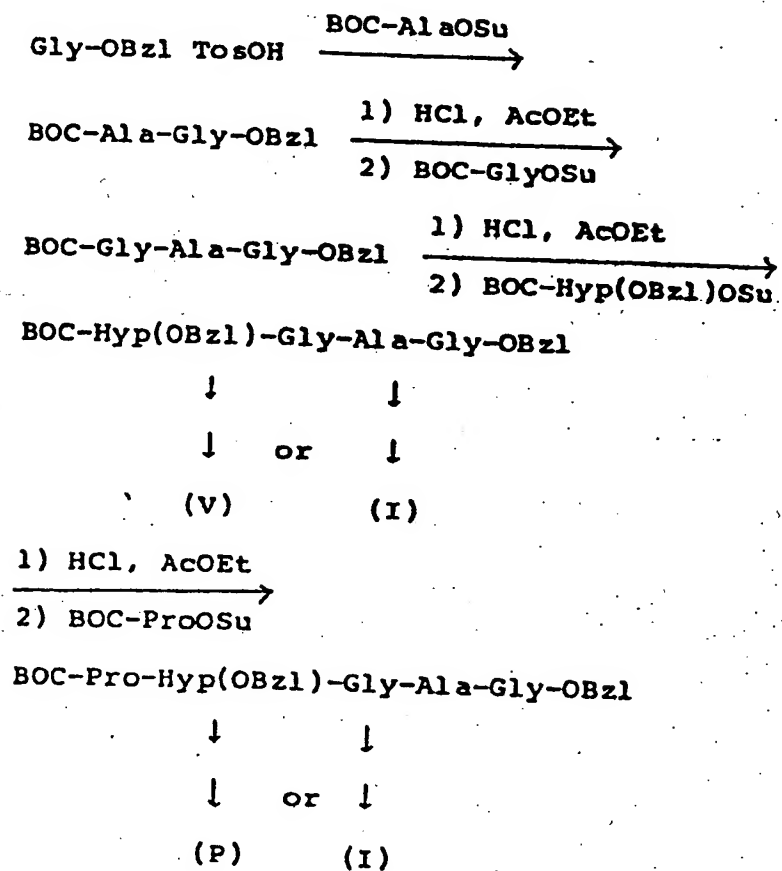 BOC-AlaOSu
Gly-OBzl TosOH
1) HCl, AcOEt
BOC-Ala-Gly-OBzl
2) BOC-GlyOSu
1) HCl, AcOEt
BOC-Gly-Ala-Gly-OBzl
2) BOC-Hyp(OBzl)OSu
BOC-Hyp(OBzl)-Gly-Ala-Gly-OBzl
↓ ↓
↓ or ↓
(V) (I)
1) HCl, AcOEt
2) BOC-ProOSu
BOC-Pro-Hyp(OBzl)-Gly-Ala-Gly-OBzl
↓ ↓
↓ or ↓
(P) (I)